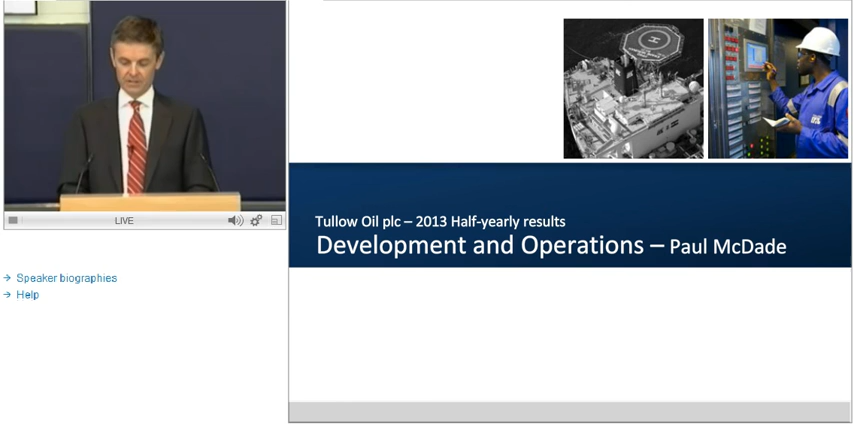 LIVE
Speaker biographies
Help
Tullow Oil plc – 2013 Half-yearly results
Development and Operations – Paul McDade
H